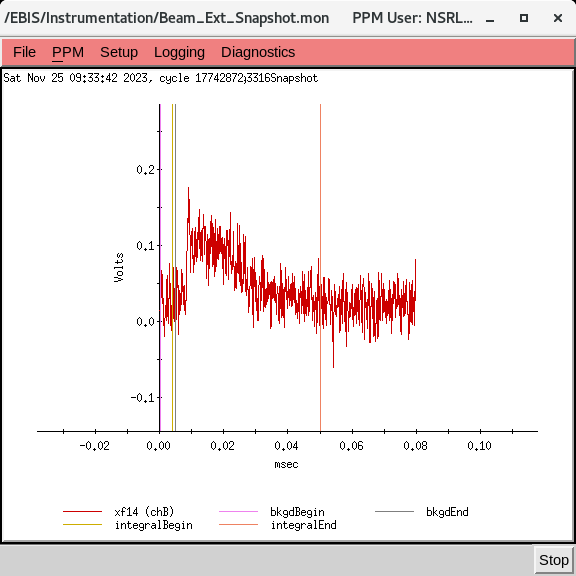 /EBIS/Instrumentation/Beam_Ext_Snapshot.mon PPM User: NSRL...
File PPM Setup Logging Diagnostics
Sat Nov 25 09:33:42 2023, cycle 17742872,3316Snapshot
0.2
0.1
Volts
0.0
-0.1
-0.02 0.00 0.02 0.04 0.06 0.08 0.10
msec
xf14 (chB) bkgdBegin bkgdEnd
integralBegin integralEnd
Stop